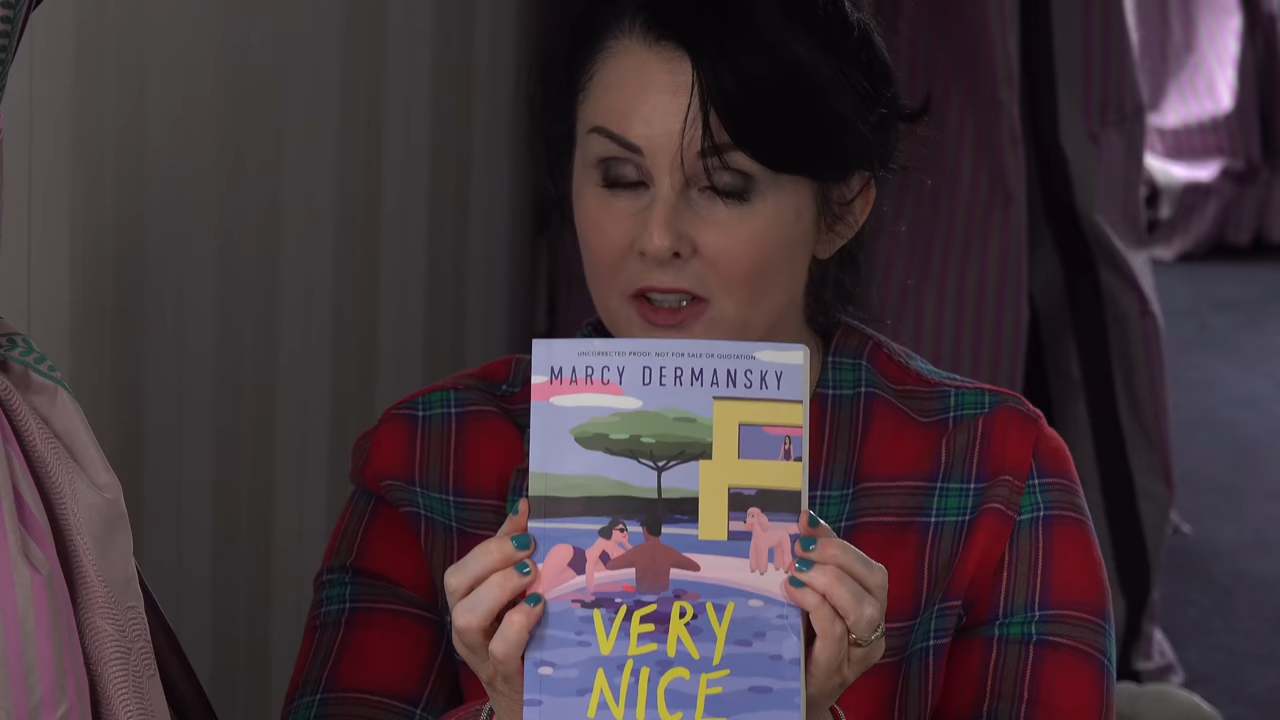 UNCORRECTED PROOF: NOT FOR SALE OR QUOTATION
MARCY DERMANSKY
VERY
NICE